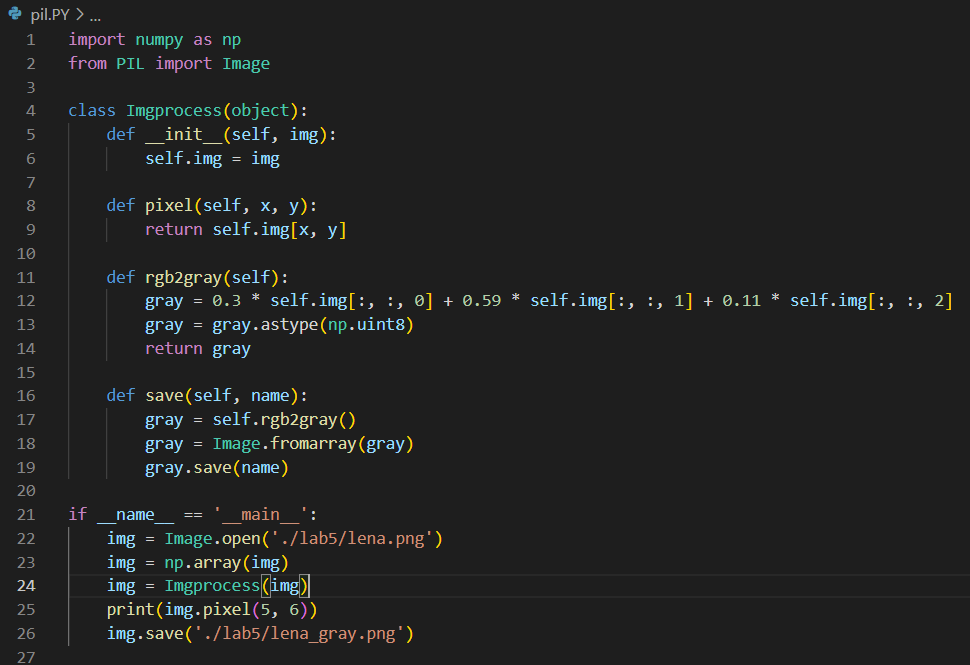 pil.PY > ...
1 import numpy as np
2 from PIL import Image
3
4 class Imgprocess(object):
5     def __init__(self, img):
6         self.img = img
7
8     def pixel(self, x, y):
9         return self.img[x, y]
10
11     def rgb2gray(self):
12         gray = 0.3 * self.img[:, :, 0] + 0.59 * self.img[:, :, 1] + 0.11 * self.img[:, :, 2]
13         gray = gray.astype(np.uint8)
14         return gray
15
16     def save(self, name):
17         gray = self.rgb2gray()
18         gray = Image.fromarray(gray)
19         gray.save(name)
20
21 if __name__ == '__main__':
22     img = Image.open('./lab5/lena.png')
23     img = np.array(img)
24     img = Imgprocess(img)
25     print(img.pixel(5, 6))
26     img.save('./lab5/lena_gray.png')
27